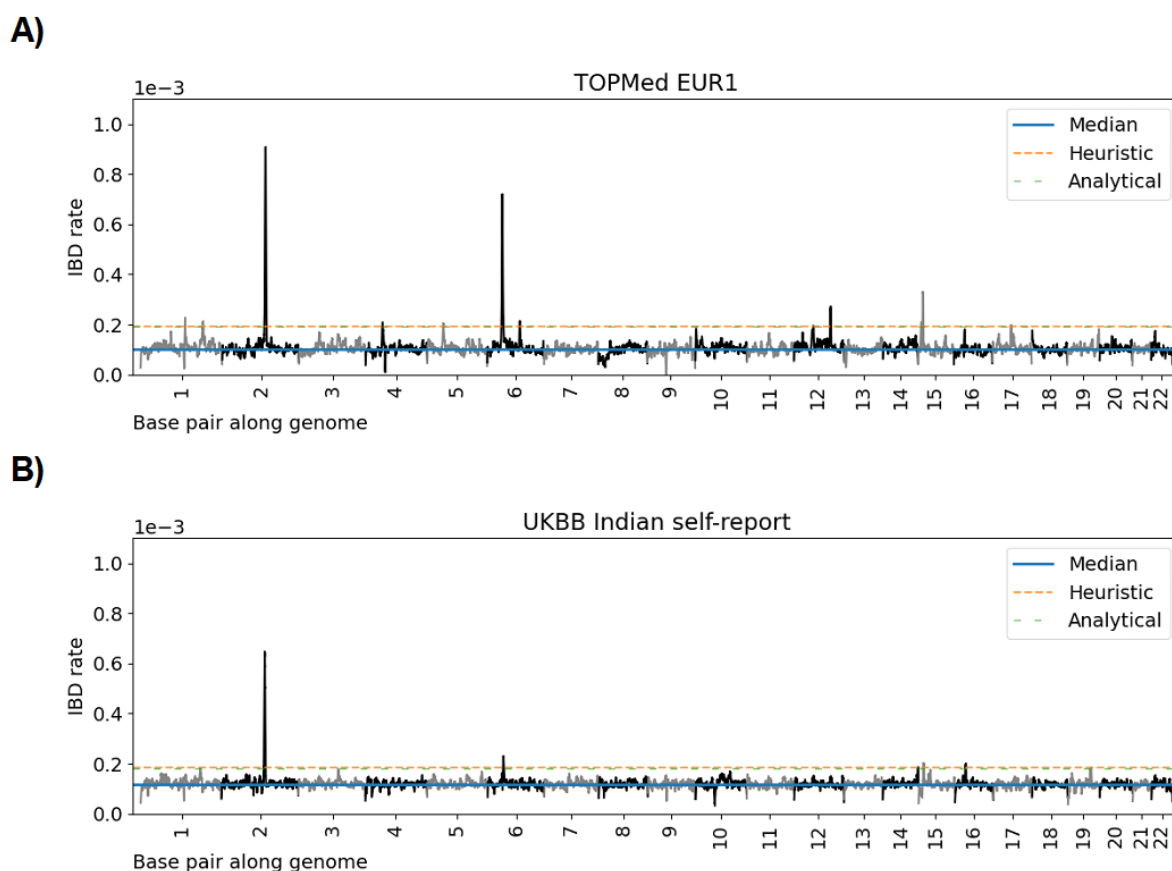 A)
TOPMed EUR1
1e−3
Median
Heuristic
Analytical
IBD rate
1.0
0.8
0.6
0.4
0.2
0.0
1 2 3 4 5 6 7 8 9 10 11 12 13 14 15 16 17 18 19 20 21 22
Base pair along genome
B)
UKBB Indian self-report
1e−3
Median
Heuristic
Analytical
IBD rate
1.0
0.8
0.6
0.4
0.2
0.0
1 2 3 4 5 6 7 8 9 10 11 12 13 14 15 16 17 18 19 20 21 22
Base pair along genome